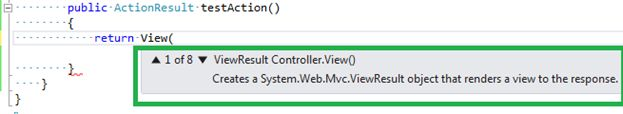 public ActionResult testAction()
{
return View(
▲ 1 of 8 ▼ ViewResult Controller.View()
Creates a System.Web.Mvc.ViewResult object that renders a view to the response.
}
}
}